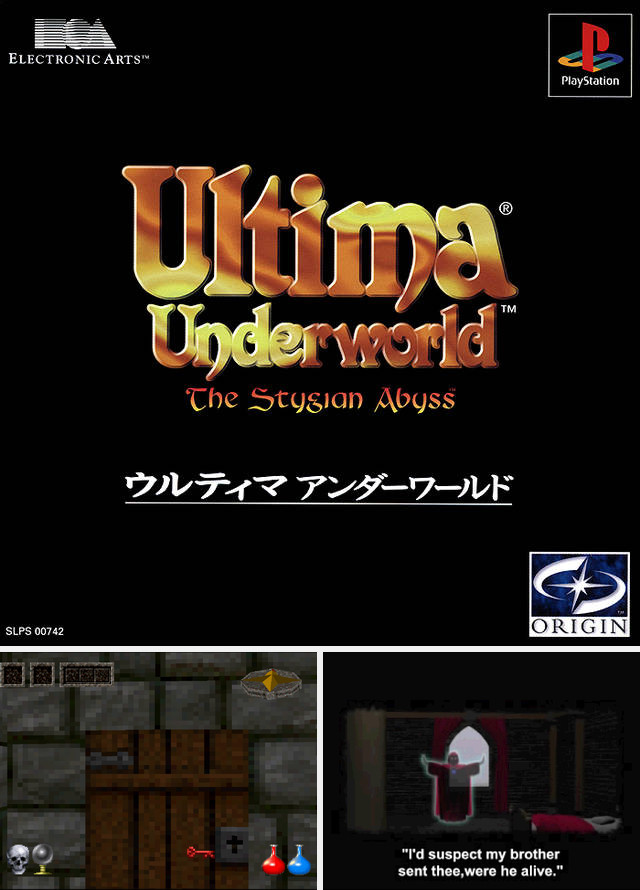 ELECTRONIC ARTS™
PlayStation
Ultima®
Underworld™
The Stygian Abyss™
ウルティマ アンダーワールド
SLPS 00742
ORIGIN™
"I'd suspect my brother
sent thee,were he alive."